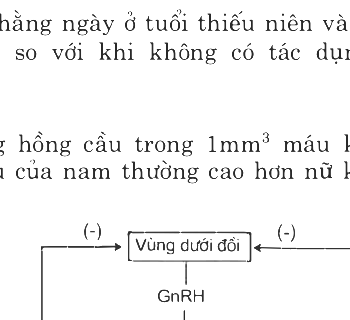 hằng ngày ở tuổi thiếu niên và
so với khi không có tác
hồng cầu trong 1mm³ máu
của nam thường cao hơn nữ
(-) (-)
Vùng dưới đồi
GnRH